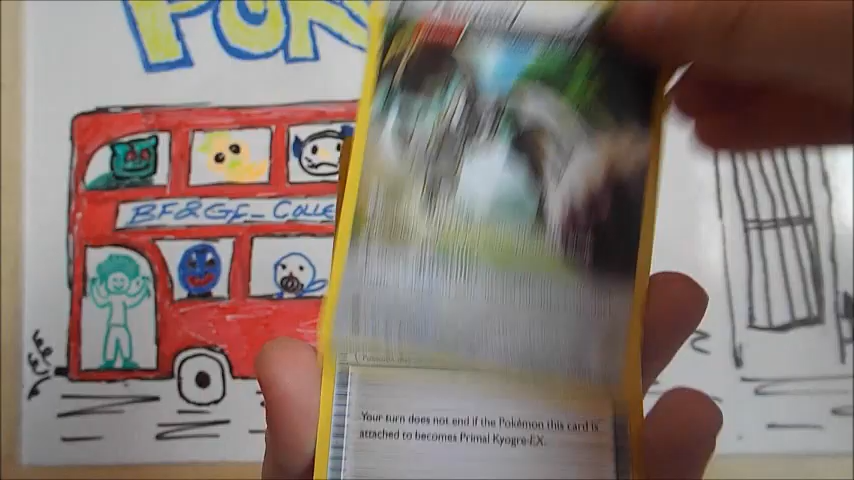 POK
BF&GF_COLLE
Your turn does not end if the Pokémon this card is
attached to becomes Primal Kyogre-EX.